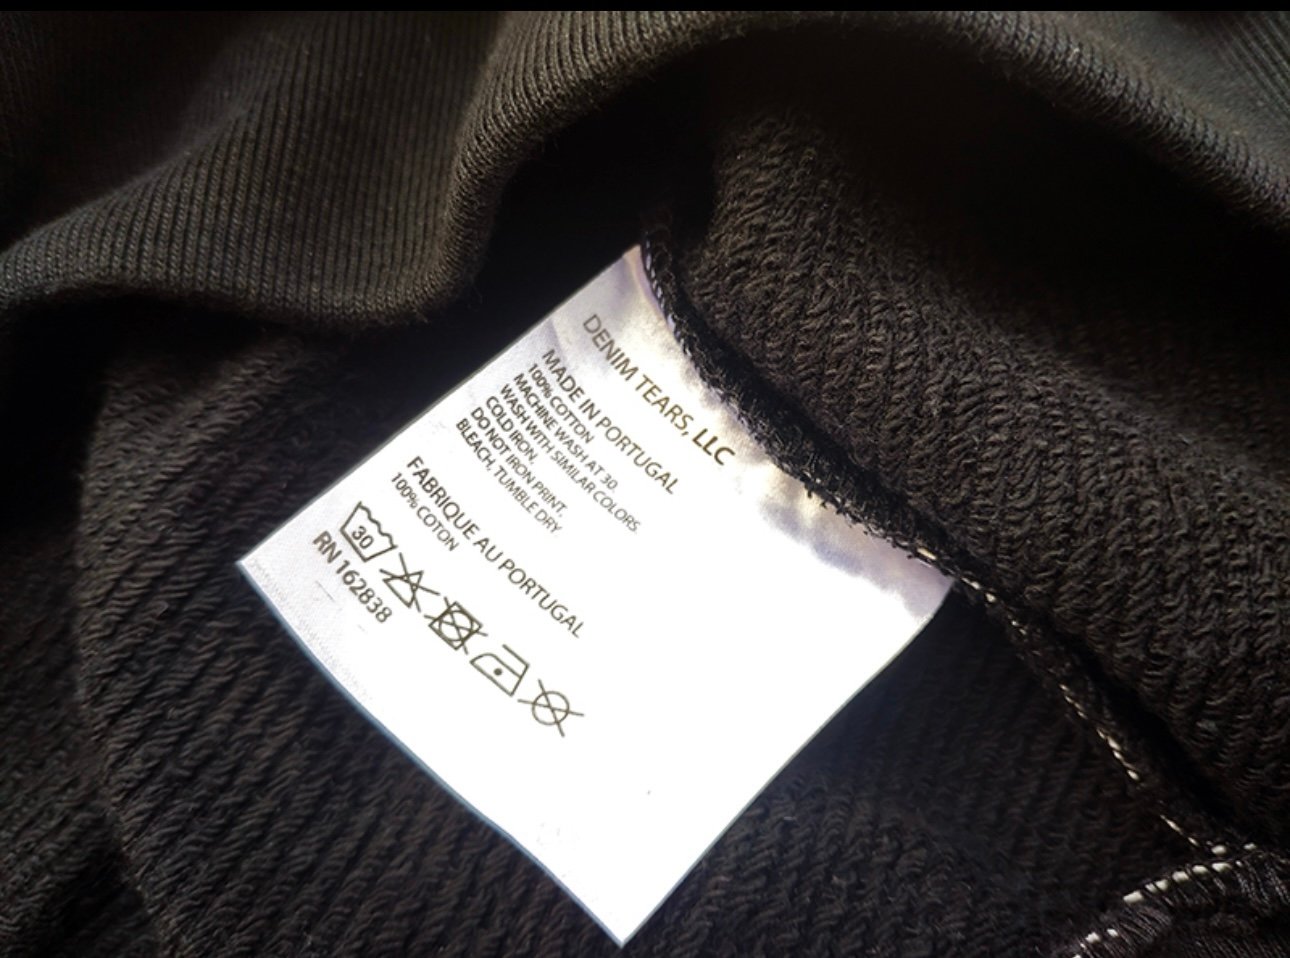 DENIM TEARS, LLC
MADE IN PORTUGAL
100% COTTON
MACHINE WASH AT 30.
WASH WITH SIMILAR COLORS.
COLD IRON,
DO NOT IRON PRINT.
BLEACH, TUMBLE DRY.
FABRIQUE AU PORTUGAL
100% COTON
30
RN 162838